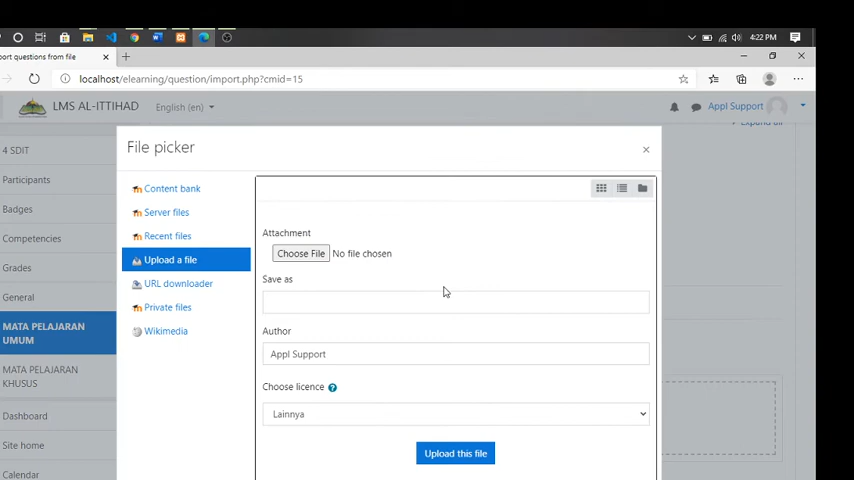 4:22 PM
port questions from file
localhost/elearning/question/import.php?cmid=15
LMS AL-ITTIHAD
English (en)
Appl Support
Expand all
File picker
4 SDIT
Participants
Badges
Competencies
Grades
General
MATA PELAJARAN
UMUM
MATA PELAJARAN
KHUSUS
Dashboard
Site home
Calendar
Content bank
Server files
Recent files
Upload a file
URL downloader
Private files
Wikimedia
Attachment
Choose File No file chosen
Save as
Author
Appl Support
Choose licence
Lainnya
Upload this file